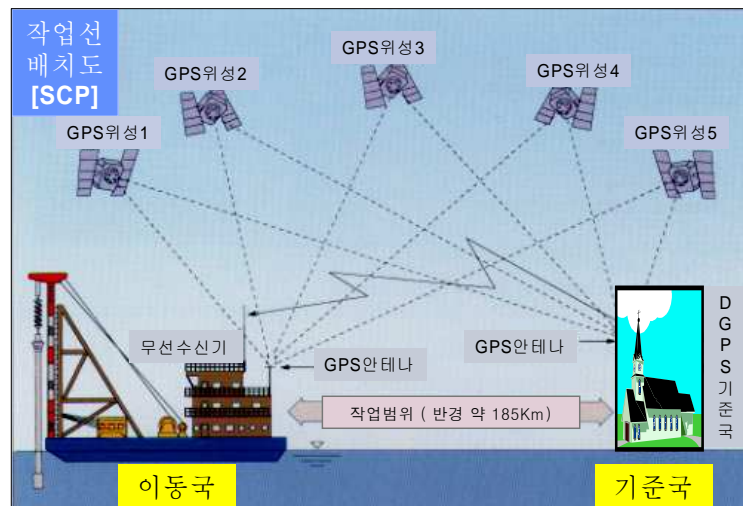 작업선
배치도
[SCP]
GPS위성1
GPS위성2
GPS위성3
GPS위성4
GPS위성5
무선수신기
GPS안테나
GPS안테나
D
G
P
S
기
준
국
작업범위 ( 반경 약 185Km)
이동국
기준국